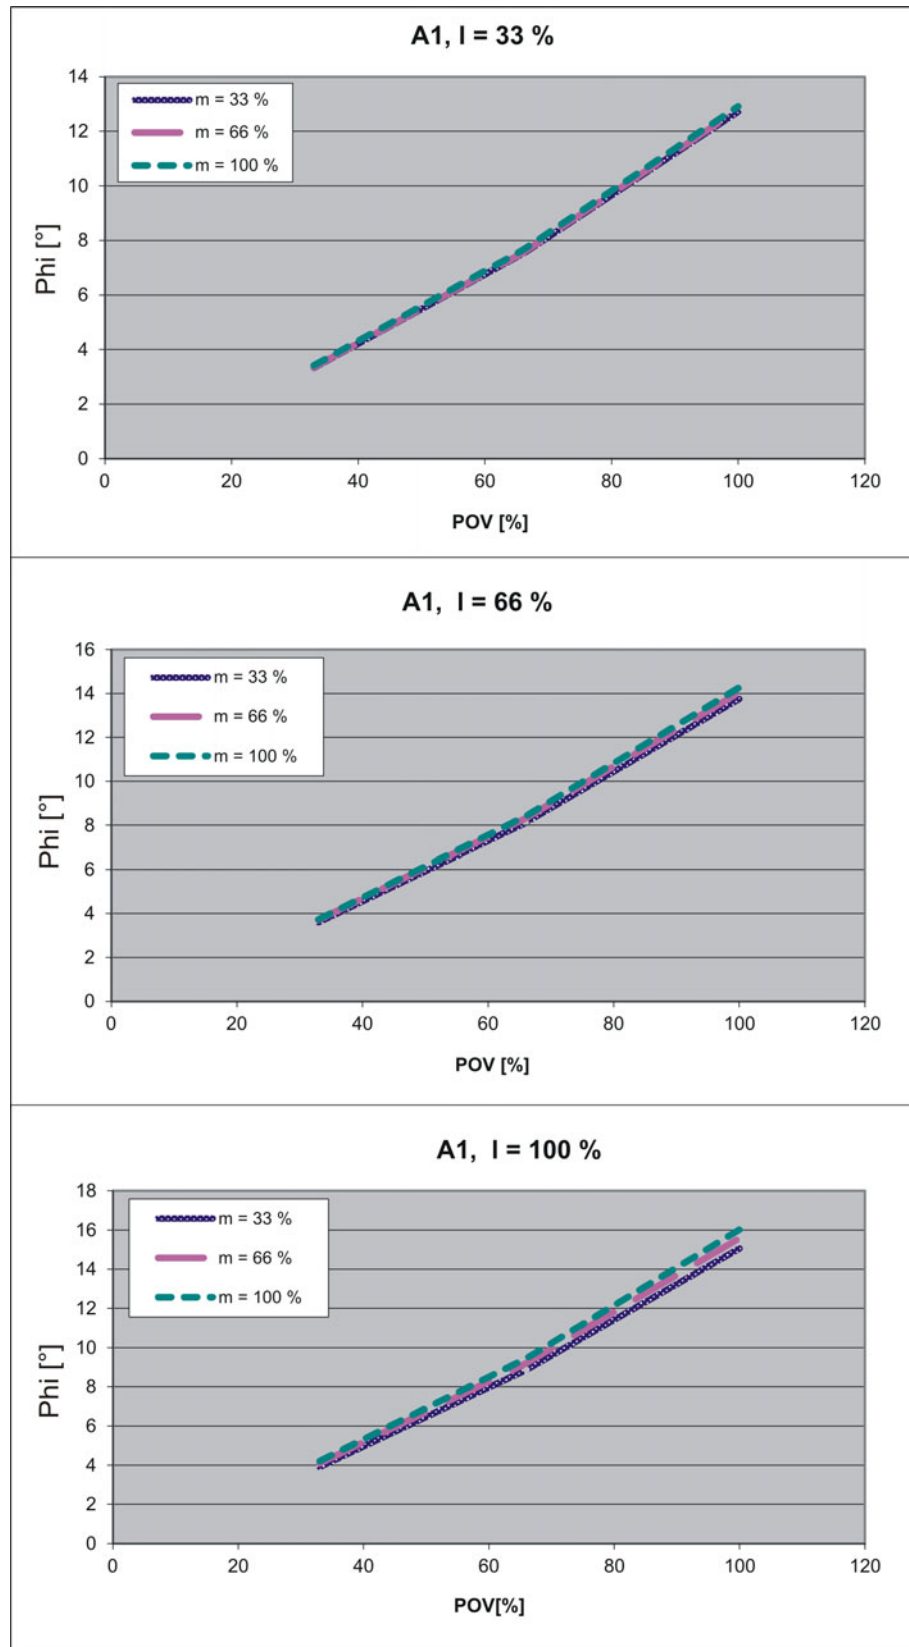 A1, l = 33 %
14
12
10
8
6
4
2
0
Phi [°]
m = 33 %
m = 66 %
m = 100 %
0 20 40 60 80 100 120
POV [%]
A1, l = 66 %
16
14
12
10
8
6
4
2
0
Phi [°]
m = 33 %
m = 66 %
m = 100 %
0 20 40 60 80 100 120
POV [%]
A1, l = 100 %
18
16
14
12
10
8
6
4
2
0
Phi [°]
m = 33 %
m = 66 %
m = 100 %
0 20 40 60 80 100 120
POV[%]